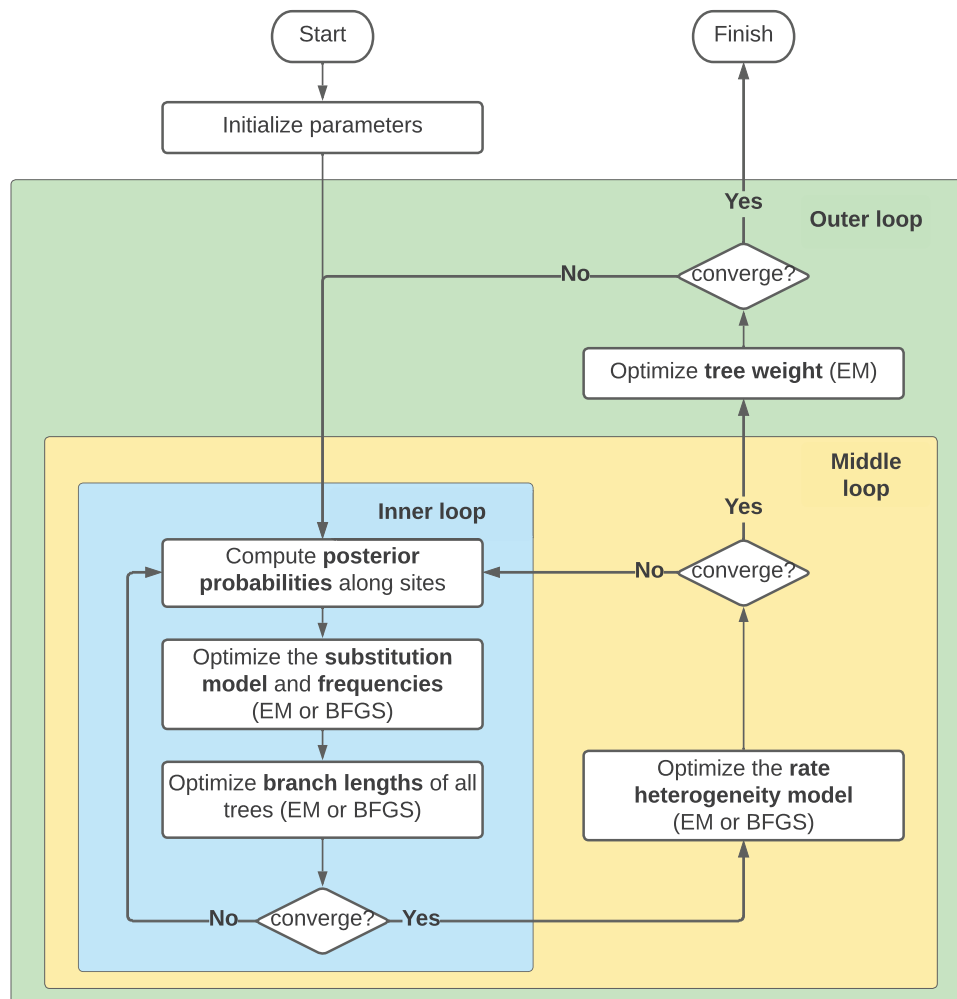 Start
Finish
Initialize parameters
Yes
Outer loop
No
converge?
Optimize tree weight (EM)
Middle
loop
Yes
Inner loop
Compute posterior
probabilities along sites
No
converge?
Optimize the substitution
model and frequencies
(EM or BFGS)
Optimize branch lengths of all
trees (EM or BFGS)
Optimize the rate
heterogeneity model
(EM or BFGS)
No
converge?
Yes